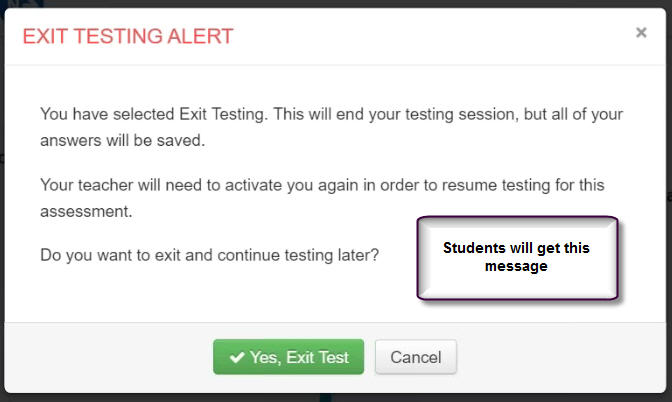 EXIT TESTING ALERT
×
You have selected Exit Testing. This will end your testing session, but all of your
answers will be saved.
Your teacher will need to activate you again in order to resume testing for this
assessment.
Do you want to exit and continue testing later?
Students will get this
message
Yes, Exit Test
Cancel